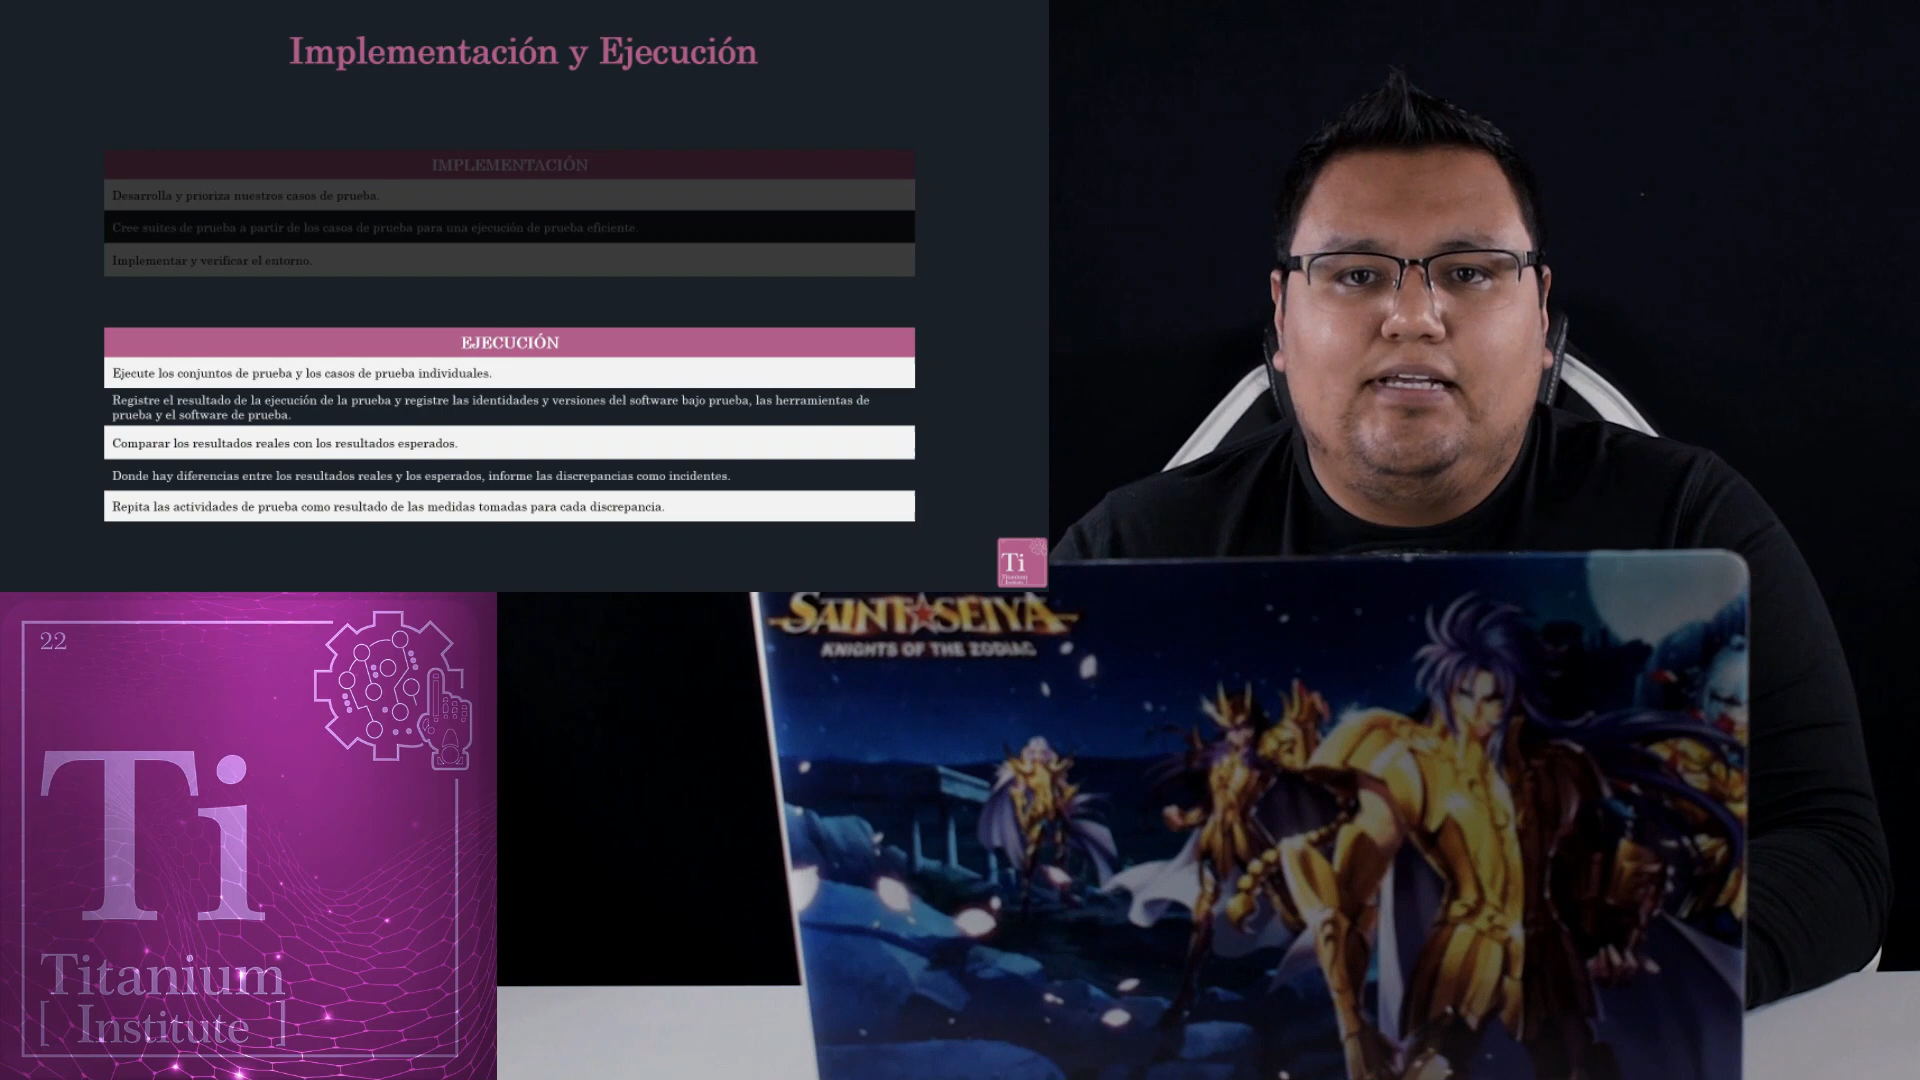 Implementación y Ejecución
IMPLEMENTACIÓN
Desarrolla y prioriza nuestros casos de prueba.
Cree suites de prueba a partir de los casos de prueba para una ejecución de prueba eficiente.
Implementar y verificar el entorno.
EJECUCIÓN
Ejecute los conjuntos de prueba y los casos de prueba individuales.
Registre el resultado de la ejecución de la prueba y registre las identidades y versiones del software bajo prueba, las herramientas de
prueba y el software de prueba.
Comparar los resultados reales con los resultados esperados.
Donde hay diferencias entre los resultados reales y los esperados, informe las discrepancias como incidentes.
Repita las actividades de prueba como resultado de las medidas tomadas para cada discrepancia.
Ti
Titanium
[ Institute ]
22
Ti
Titanium
[ Institute ]
SAINT SEIYA
KNIGHTS OF THE ZODIAC